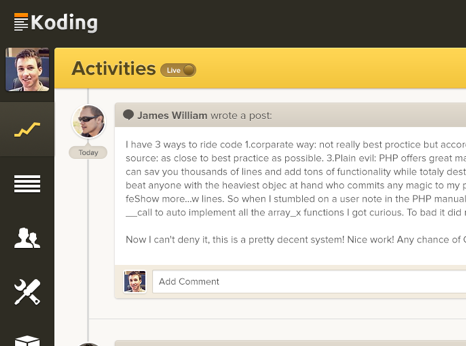 Koding
Activities Live
James William wrote a post:
Today
I have 3 ways to ride code 1.corparate way: not really best proctice but accor
source: as close to best practice as possible. 3.Plain evil: PHP offers great ma
can say you thousands of lines and add tons of functionality while totaly dest
beat anyone with the heaviest objec at hand who commits any magic to my p
feShow more...w lines. So when I stumbled on a user note in the PHP manual
__call to auto implement all the array_x functions I got curious. To bad it did r
Now I can't deny it, this is a pretty decent system! Nice work! Any chance of C
Add Comment